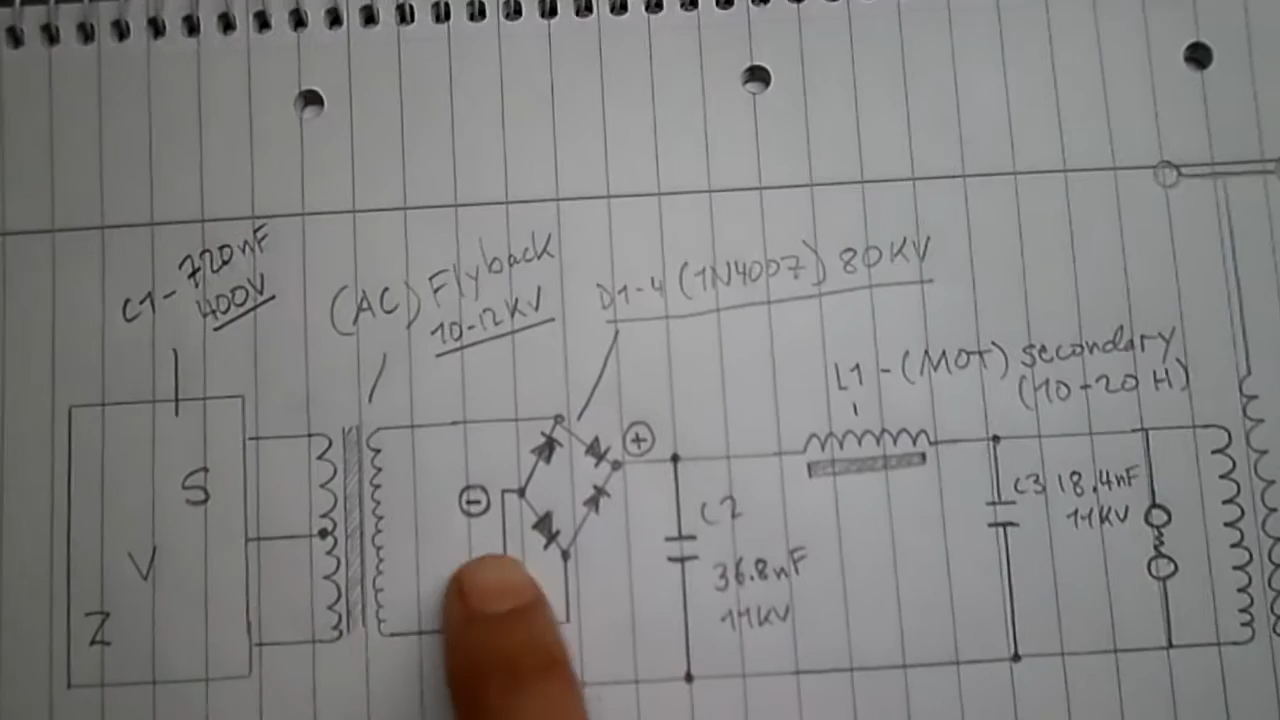 C1-720nF
400V
(AC) Flyback
10-12KV
D1-4 (1N4007) 80KV
L1-(MOT) secondary
(10-20H)
S
V
Z
+
-
C2
36.8nF
11KV
C3 18.4nF
11KV